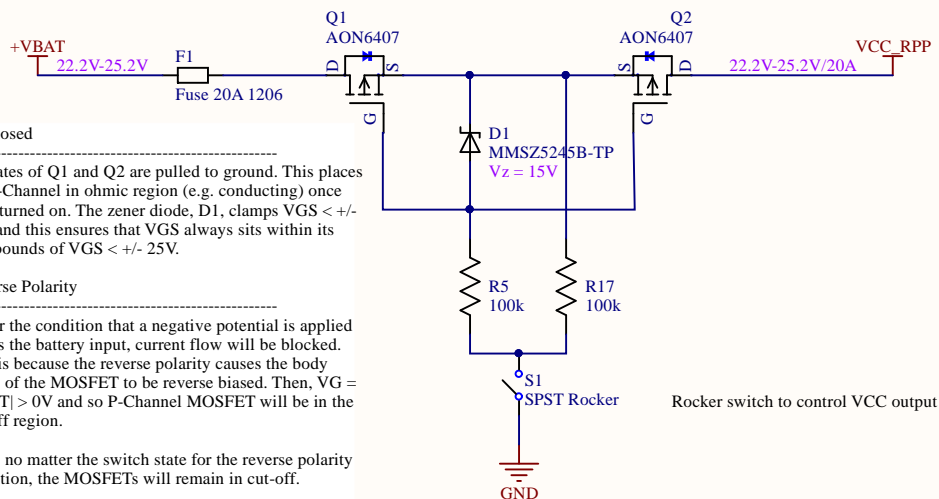 Q1
AON6407
Q2
AON6407
+VBAT
VCC_RPP
22.2V-25.2V
F1
Fuse 20A 1206
D
S
G
S
D
G
22.2V-25.2V/20A
D1
MMSZ5245B-TP
Vz = 15V
osed
-----------------------------------------------
ates of Q1 and Q2 are pulled to ground. This places
-Channel in ohmic region (e.g. conducting) once
turned on. The zener diode, D1, clamps VGS < +/-
and this ensures that VGS always sits within its
bounds of VGS < +/- 25V.
rse Polarity
-----------------------------------------------
r the condition that a negative potential is applied
s the battery input, current flow will be blocked.
is because the reverse polarity causes the body
of the MOSFET to be reverse biased. Then, VG =
T| > 0V and so P-Channel MOSFET will be in the
ff region.
no matter the switch state for the reverse polarity
tion, the MOSFETs will remain in cut-off.
R5
100k
R17
100k
S1
SPST Rocker
GND
Rocker switch to control VCC output